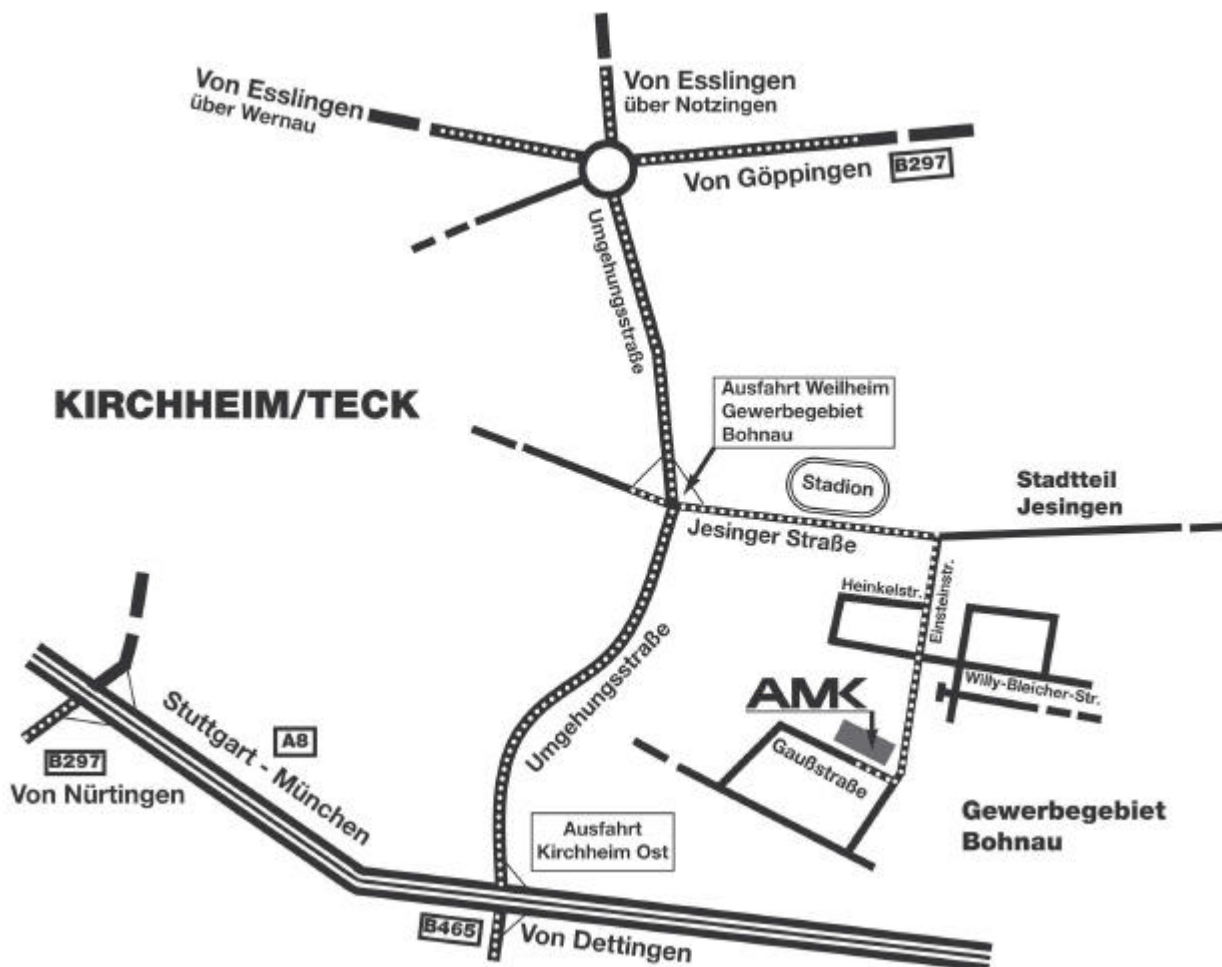 Von Esslingen
über Wernau
Von Esslingen
über Notzingen
Von Göppingen
B297
Umgehungsstraße
KIRCHHEIM/TECK
Ausfahrt Weilheim
Gewerbegebiet
Bohnau
Stadion
Stadtteil
Jesingen
Jesinger Straße
Heinkelstr.
Einsteinstr.
Umgehungsstraße
Willy-Bleicher-Str.
AMK
Stuttgart - München
A8
B297
Von Nürtingen
Gaußstraße
Gewerbegebiet
Bohnau
Ausfahrt
Kirchheim Ost
B465
Von Dettingen